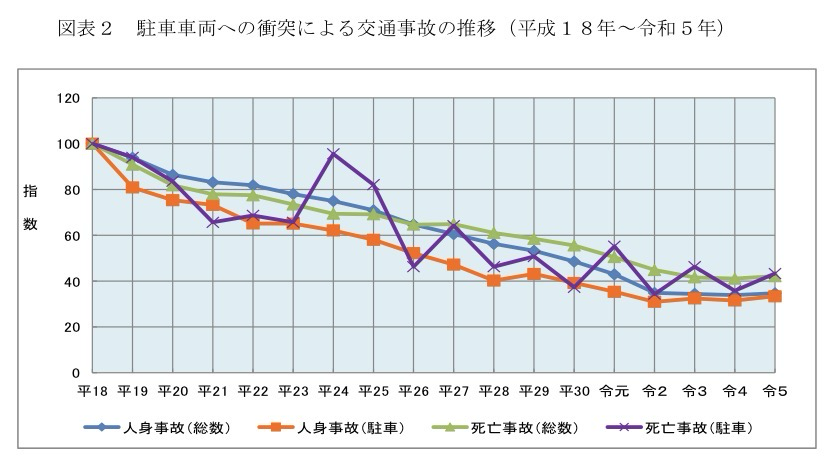 図表２　駐車車両への衝突による交通事故の推移（平成１８年～令和５年）
120
100
80
60
40
20
0
指
数
平18 平19 平20 平21 平22 平23 平24 平25 平26 平27 平28 平29 平30 令元 令2 令3 令4 令5
人身事故(総数) 人身事故(駐車) 死亡事故(総数) 死亡事故(駐車)